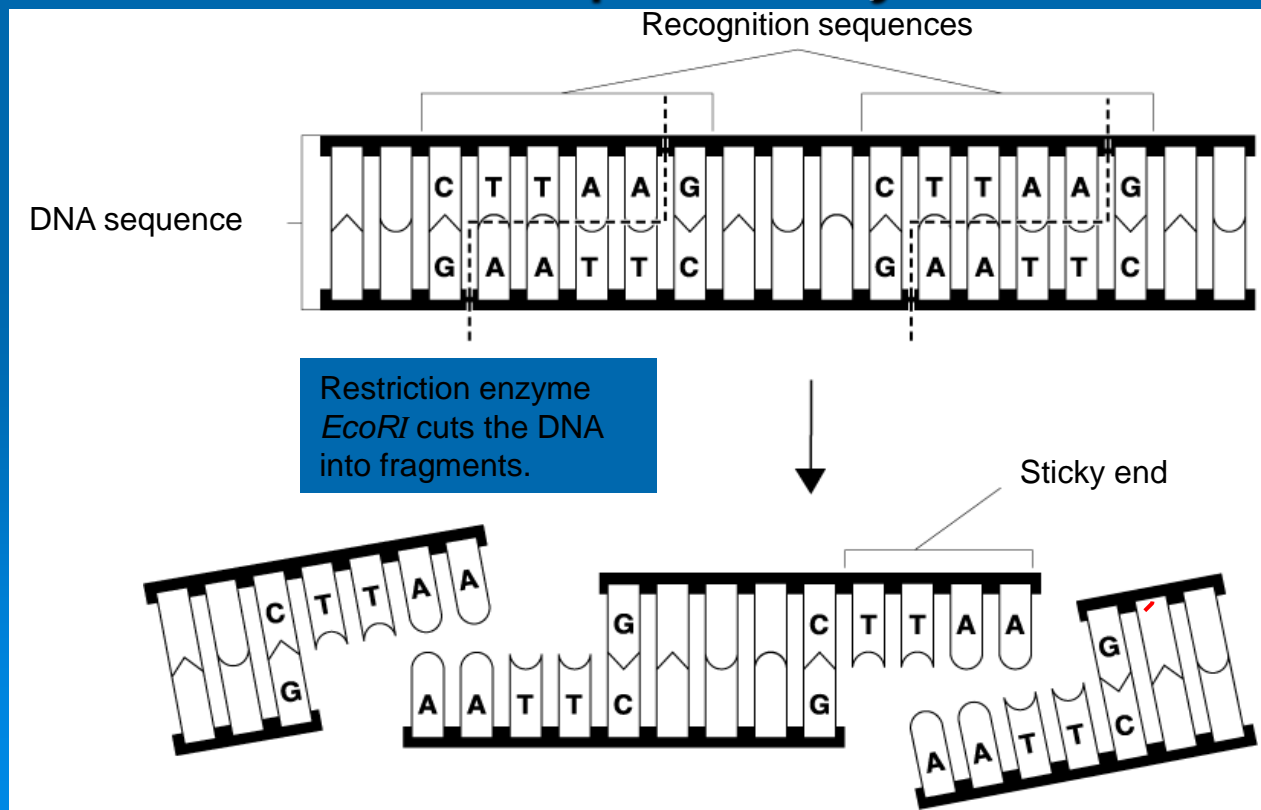 Recognition sequences
C T T A A G C T T A A G
DNA sequence
G A A T T C G A A T T C
Restriction enzyme
EcoRI cuts the DNA
into fragments.
Sticky end
C T T A A
G
G C T T A A
A A T T C G
G
A A T T C